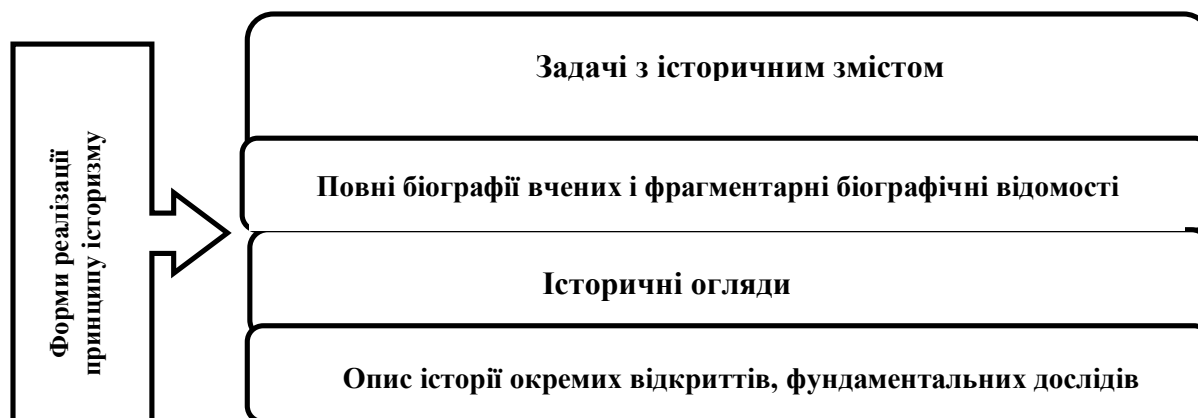 Форми реалізації
принципу історизму
Задачі з історичним змістом
Повні біографії вчених і фрагментарні біографічні відомості
Історичні огляди
Опис історії окремих відкриттів, фундаментальних дослідів